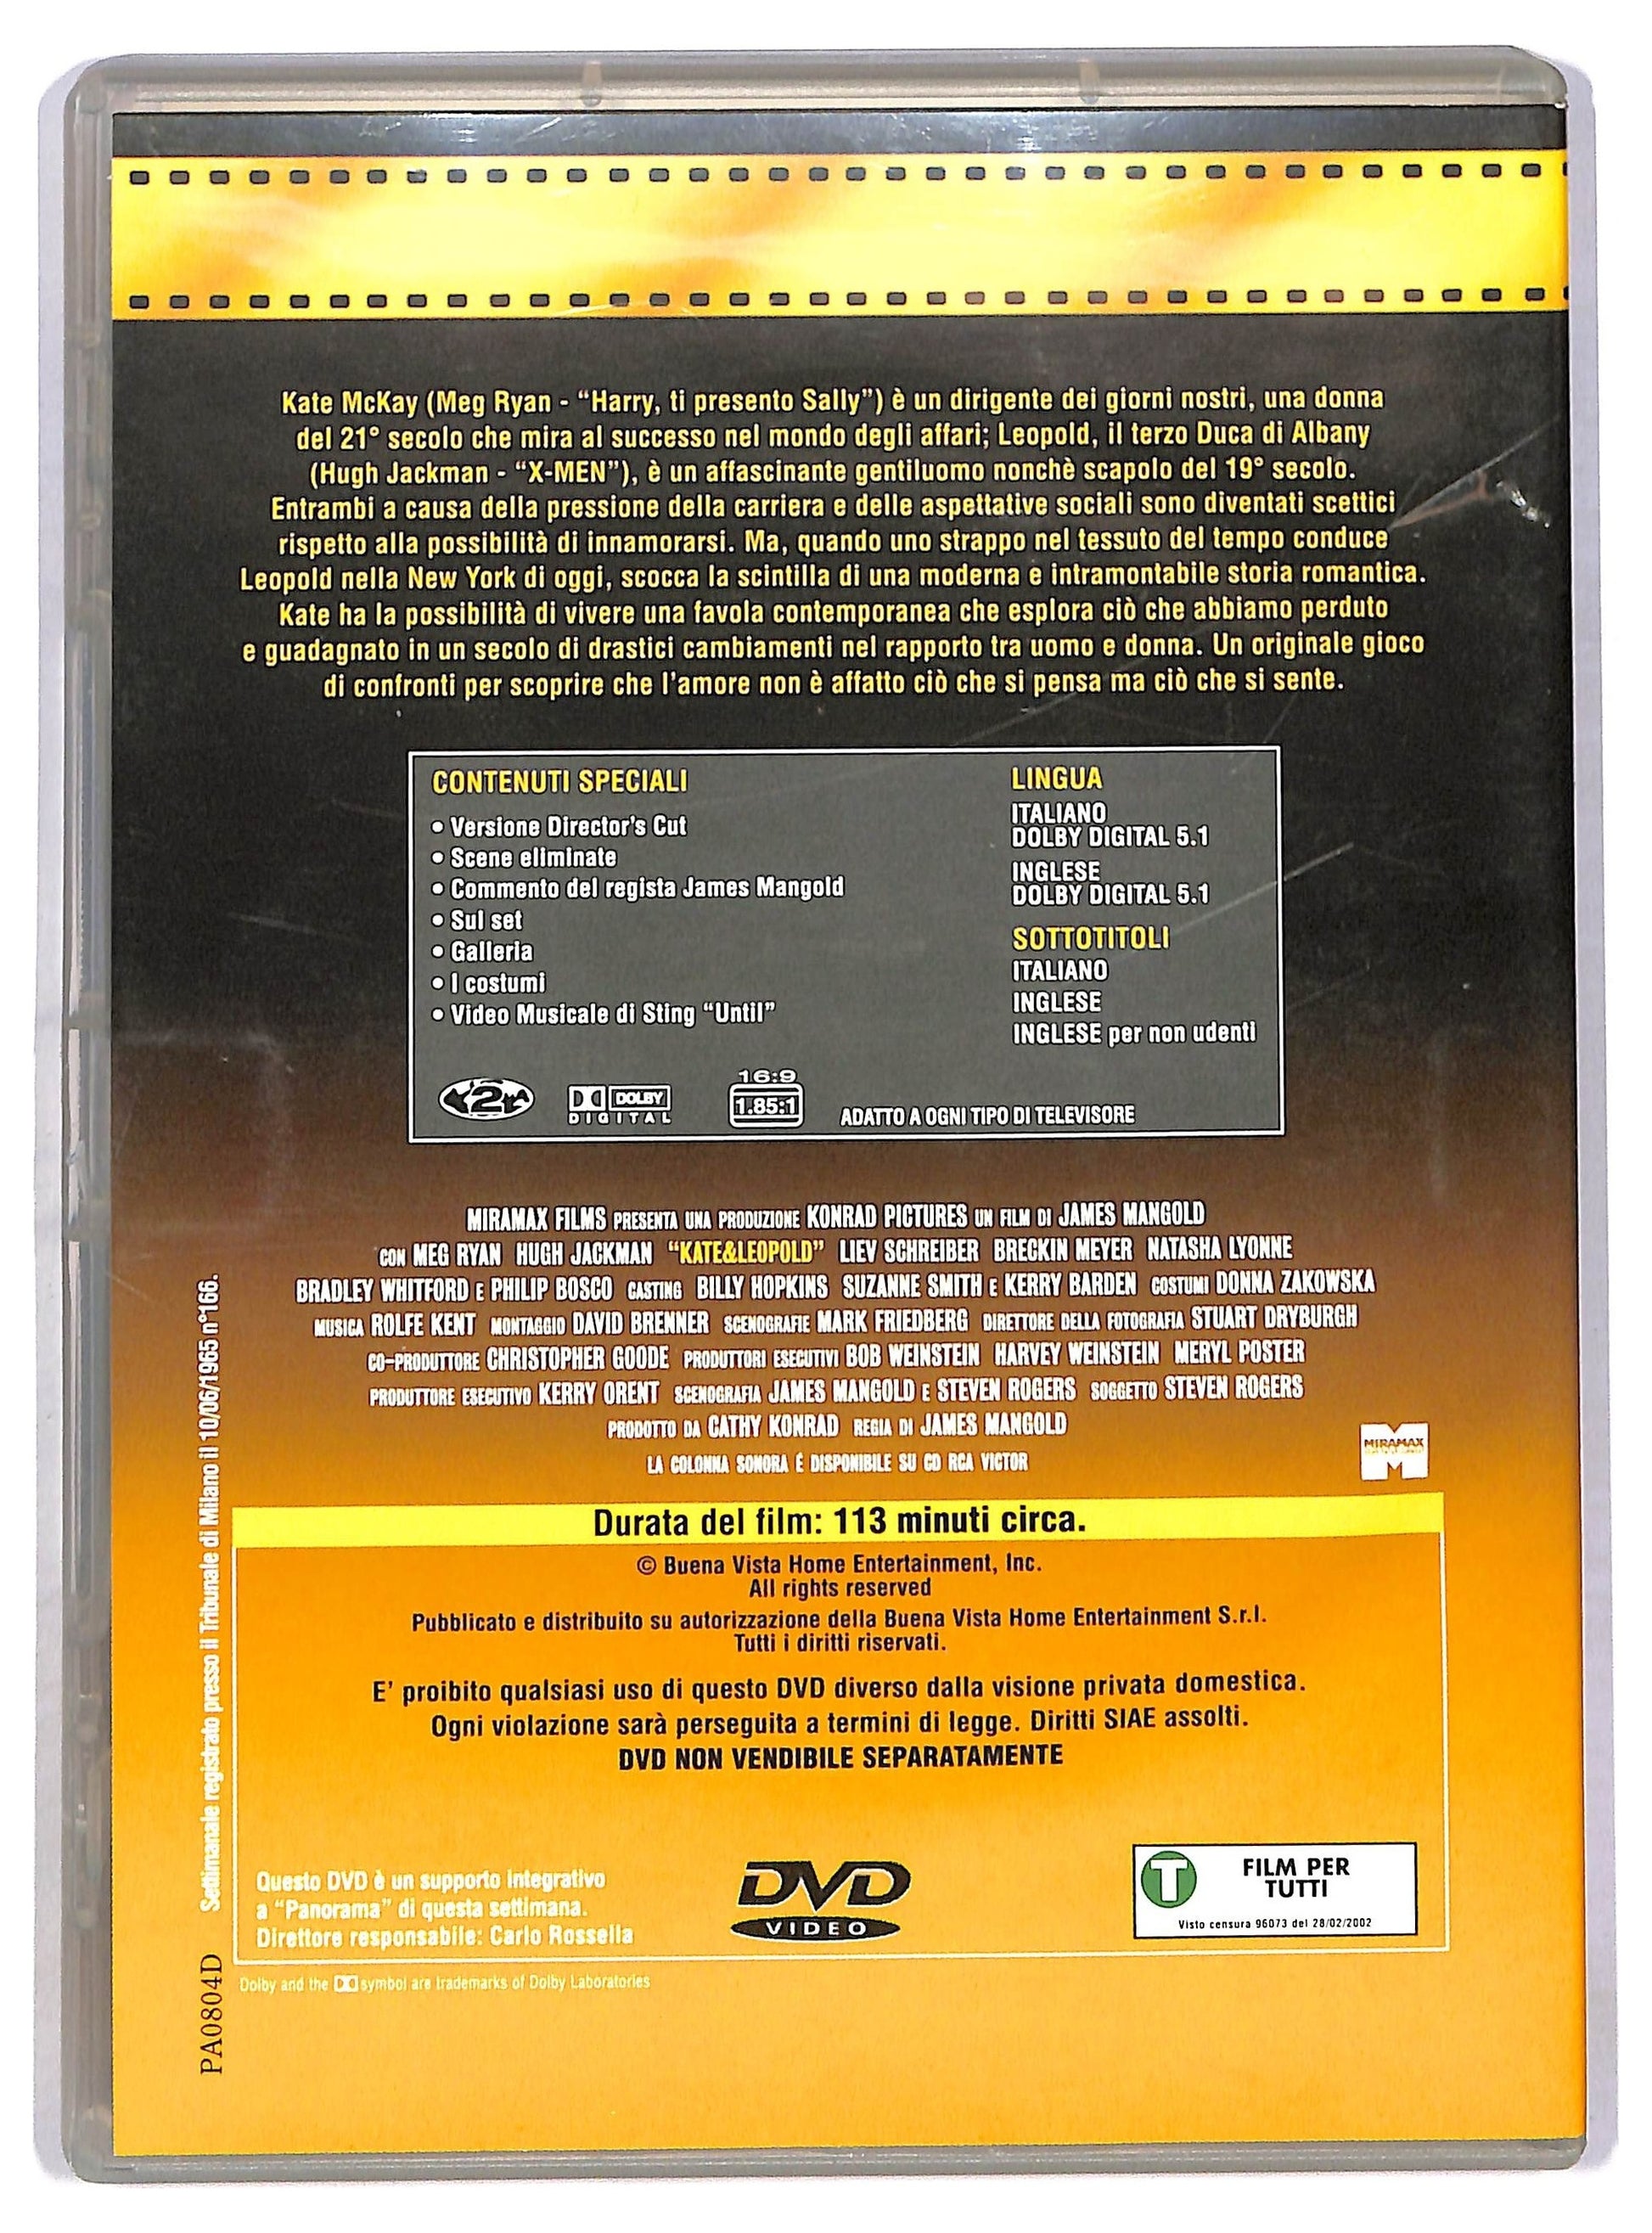 Kate McKay (Meg Ryan - “Harry, ti presento Sally”) è un dirigente dei giorni nostri, una donna
del 21° secolo che mira al successo nel mondo degli affari; Leopold, il terzo Duca di Albany
(Hugh Jackman - “X-MEN”), è un affascinante gentiluomo nonchè scapolo del 19° secolo.
Entrambi a causa della pressione della carriera e delle aspettative sociali sono diventati scettici
rispetto alla possibilità di innamorarsi. Ma, quando uno strappo nel tessuto del tempo conduce
Leopold nella New York di oggi, scocca la scintilla di una moderna e intramontabile storia romantica.
Kate ha la possibilità di vivere una favola contemporanea che esplora ciò che abbiamo perduto
e guadagnato in un secolo di drastici cambiamenti nel rapporto tra uomo e donna. Un originale gioco
di confronti per scoprire che l’amore non è affatto ciò che si pensa ma ciò che si sente.
CONTENUTI SPECIALI
• Versione Director’s Cut
• Scene eliminate
• Commento del regista James Mangold
• Sul set
• Galleria
• I costumi
• Video Musicale di Sting “Until”
LINGUA
ITALIANO
DOLBY DIGITAL 5.1
INGLESE
DOLBY DIGITAL 5.1
SOTTOTITOLI
ITALIANO
INGLESE
INGLESE per non udenti
2
DOLBY
DIGITAL
16:9
1.85:1
ADATTO A OGNI TIPO DI TELEVISORE
MIRAMAX FILMS PRESENTA UNA PRODUZIONE KONRAD PICTURES UN FILM DI JAMES MANGOLD
CON MEG RYAN HUGH JACKMAN “KATE&LEOPOLD” LIEV SCHREIBER BRECKIN MEYER NATASHA LYONNE
BRADLEY WHITFORD E PHILIP BOSCO CASTING BILLY HOPKINS SUZANNE SMITH E KERRY BARDEN COSTUMI DONNA ZAKOWSKA
MUSICA ROLFE KENT MONTAGGIO DAVID BRENNER SCENOGRAFIE MARK FRIEDBERG DIRETTORE DELLA FOTOGRAFIA STUART DRYBURGH
CO-PRODUTTORE CHRISTOPHER GOODE PRODUTTORI ESECUTIVI BOB WEINSTEIN HARVEY WEINSTEIN MERYL POSTER
PRODUTTORE ESECUTIVO KERRY ORENT SCENOGRAFIA JAMES MANGOLD E STEVEN ROGERS SOGGETTO STEVEN ROGERS
PRODOTTO DA CATHY KONRAD REGIA DI JAMES MANGOLD
LA COLONNA SONORA É DISPONIBILE SU CD RCA VICTOR
MIRAMAX
Durata del film: 113 minuti circa.
© Buena Vista Home Entertainment, Inc.
All rights reserved
Pubblicato e distribuito su autorizzazione della Buena Vista Home Entertainment S.r.l.
Tutti i diritti riservati.
E' proibito qualsiasi uso di questo DVD diverso dalla visione privata domestica.
Ogni violazione sarà perseguita a termini di legge. Diritti SIAE assolti.
DVD NON VENDIBILE SEPARATAMENTE
Questo DVD è un supporto integrativo
a “Panorama” di questa settimana.
Direttore responsabile: Carlo Rossella
DVD
VIDEO
T
FILM PER
TUTTI
Visto censura 96073 del 28/02/2002
Dolby and the symbol are trademarks of Dolby Laboratories
Settimanale registrato presso il Tribunale di Milano il 10/06/1965 n°166.
PA0804D